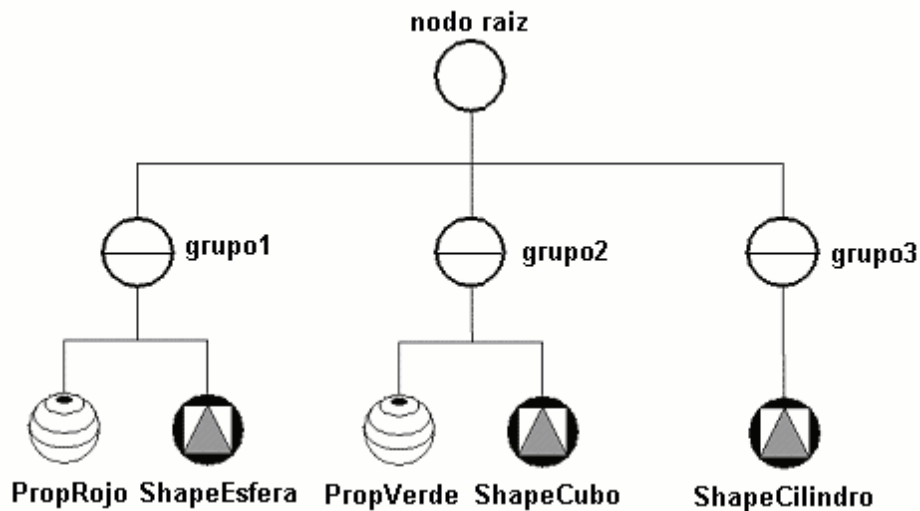 nodo raiz
grupo1
grupo2
grupo3
PropRojo
ShapeEsfera
PropVerde
ShapeCubo
ShapeCilindro